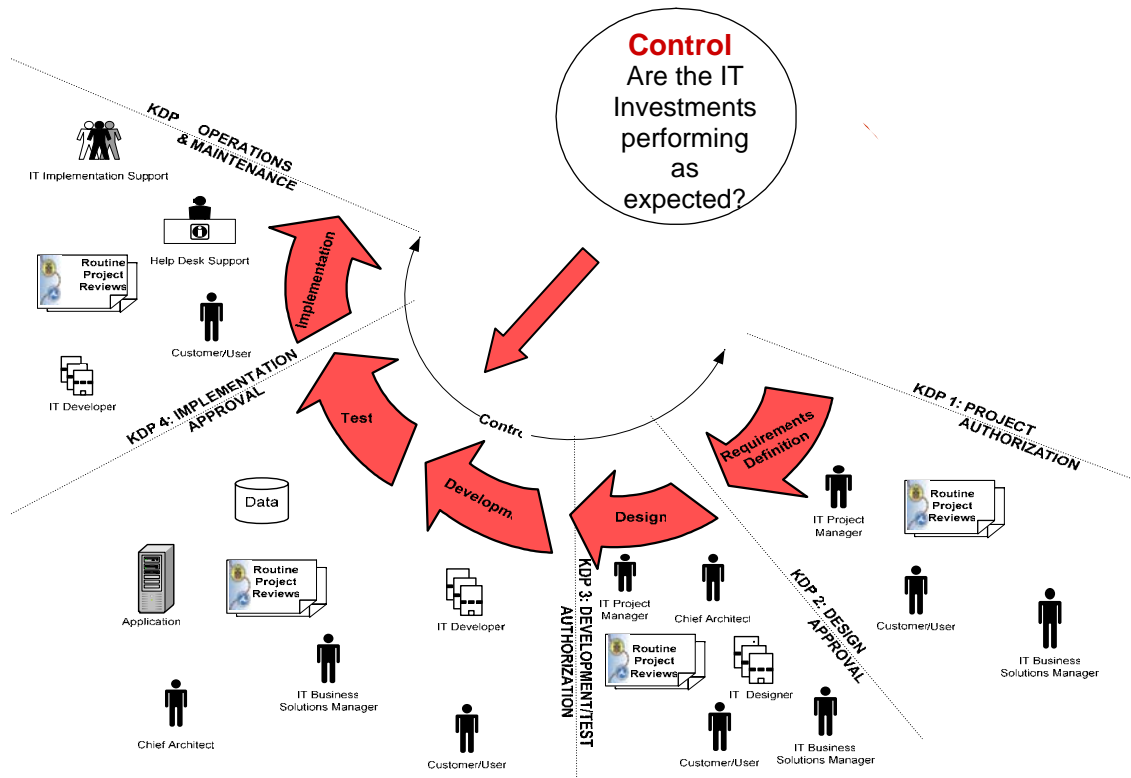 Control
Are the IT
Investments
performing
as
expected?
KDP OPERATIONS
& MAINTENANCE
IT Implementation Support
Help Desk Support
Routine
Project
Reviews
Customer/User
IT Developer
Implementation
KDP 4: IMPLEMENTATION
APPROVAL
Test
Contro
Developm
Design
Requirements
Definition
KDP 1: PROJECT
AUTHORIZATION
IT Project
Manager
Routine
Project
Reviews
Customer/User
IT Business
Solutions Manager
KDP 2: DESIGN
APPROVAL
IT Project
Manager
Chief Architect
Routine
Project
Reviews
IT Designer
Customer/User
IT Business
Solutions Manager
KDP 3: DEVELOPMENT/TEST
AUTHORIZATION
Data
Application
Routine
Project
Reviews
IT Developer
IT Business
Solutions Manager
Chief Architect
Customer/User